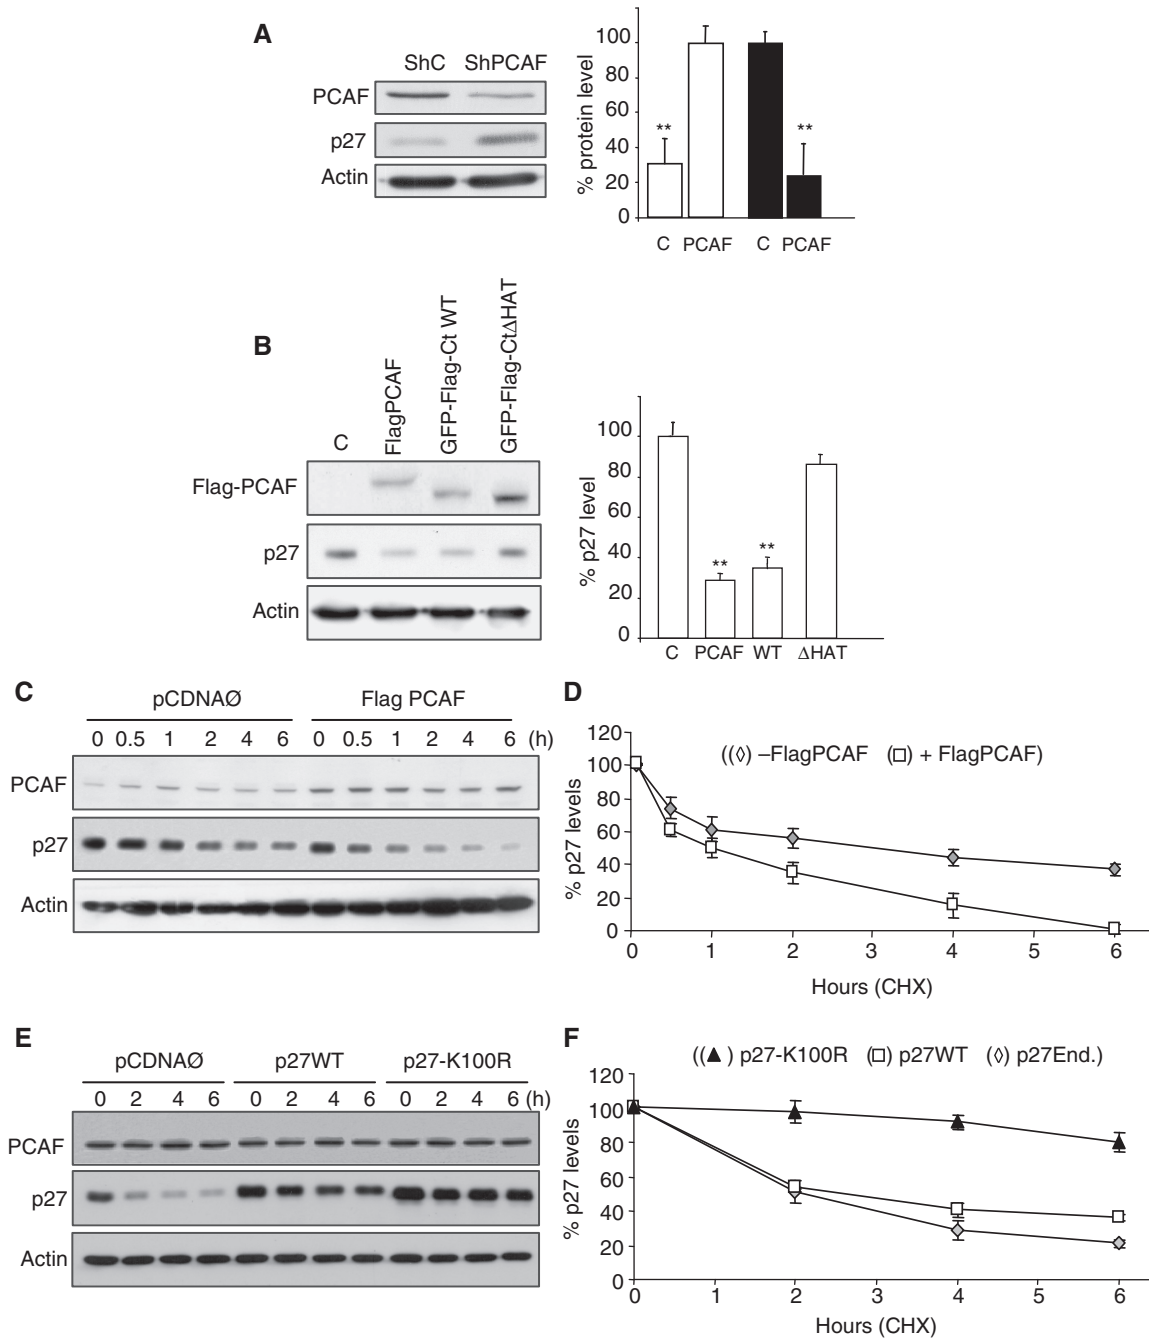 A
ShC ShPCAF
PCAF
p27
Actin
% protein level
100
80
60
40
20
0
**
**
C PCAF C PCAF
B
C
FlagPCAF
GFP-Flag-Ct WT
GFP-Flag-CtΔHAT
Flag-PCAF
p27
Actin
% p27 level
100
80
60
40
20
0
**
**
C PCAF WT ΔHAT
C
pCDNAØ Flag PCAF
0 0.5 1 2 4 6 0 0.5 1 2 4 6 (h)
PCAF
p27
Actin
D
((◊) –FlagPCAF (□) + FlagPCAF)
% p27 levels
120
100
80
60
40
20
0
0 1 2 3 4 5 6
Hours (CHX)
E
pCDNAØ p27WT p27-K100R
0 2 4 6 0 2 4 6 0 2 4 6 (h)
PCAF
p27
Actin
F
((▲) p27-K100R (□) p27WT (◊) p27End.)
% p27 levels
120
100
80
60
40
20
0
0 1 2 3 4 5 6
Hours (CHX)